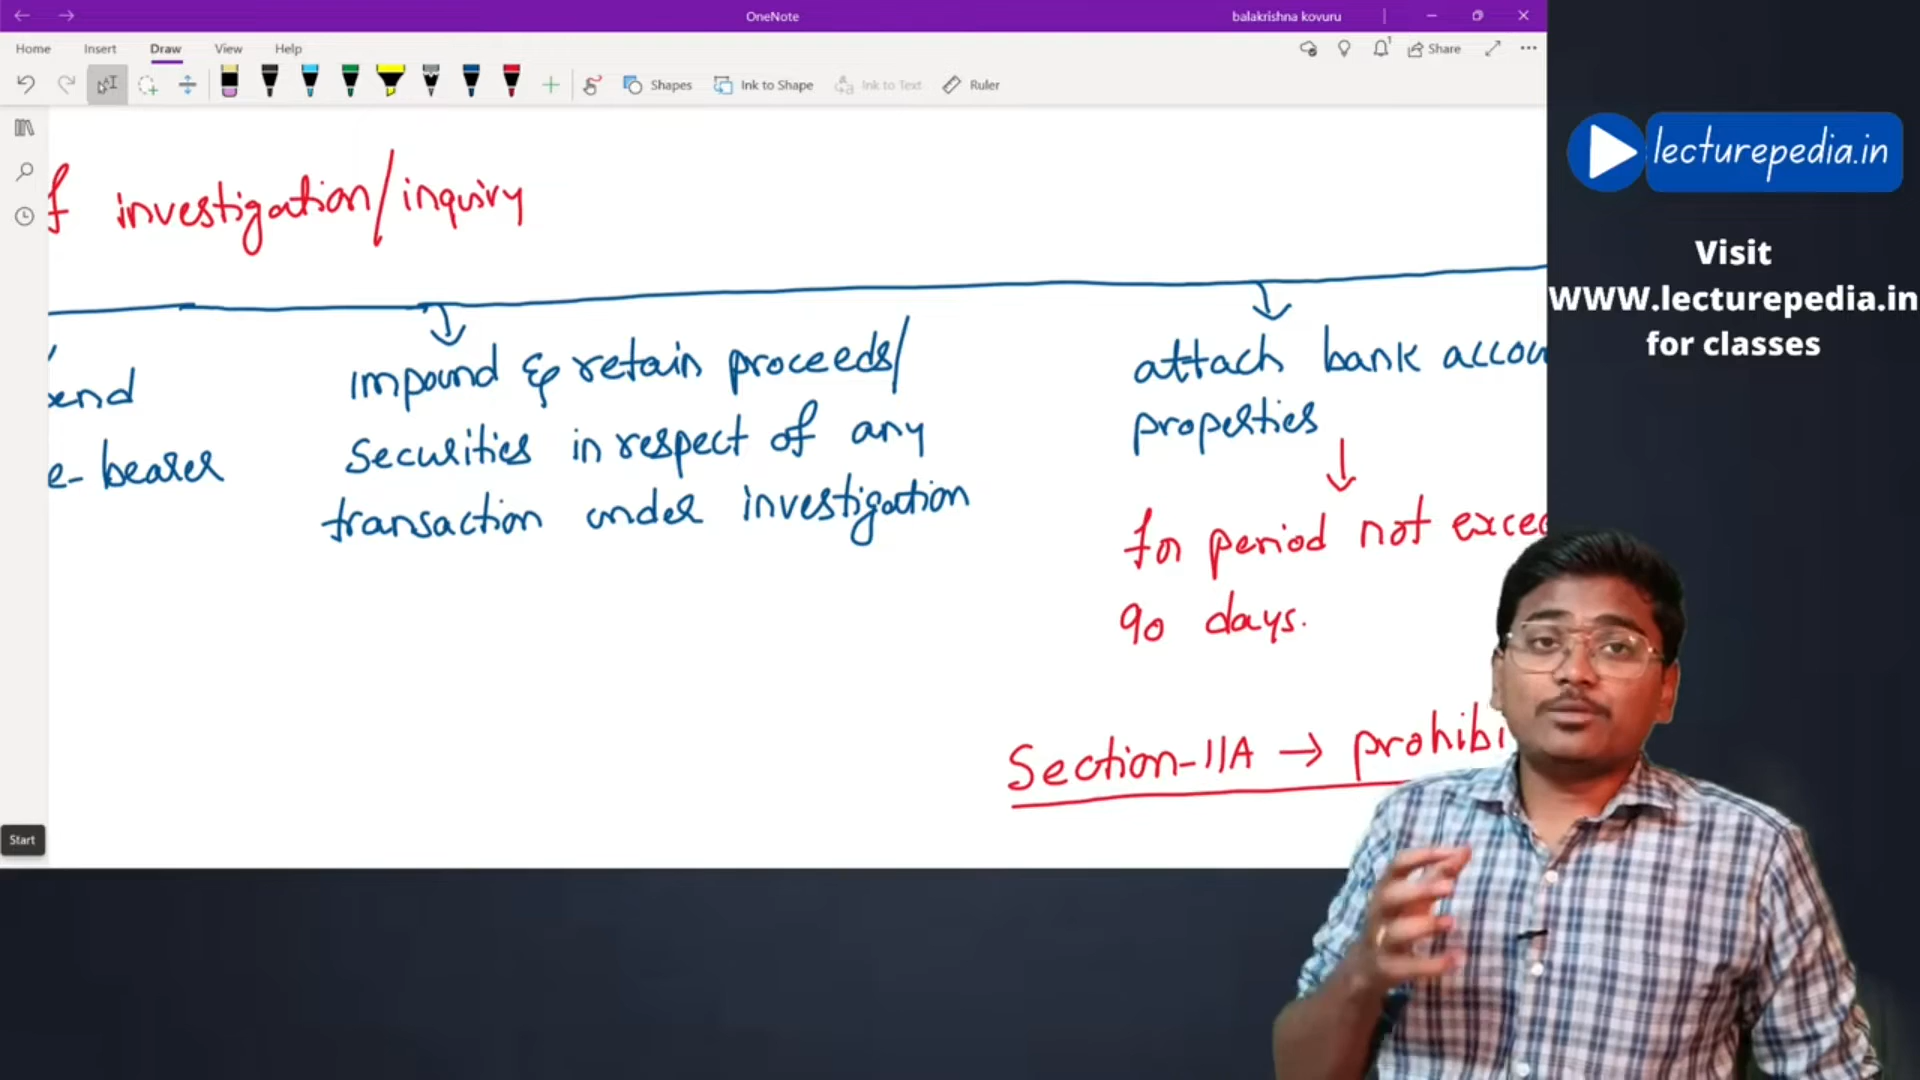 OneNote
balakrishna kovuru
Home Insert Draw View Help
Share
Shapes Ink to Shape Ink to Text Ruler
lecturepedia.in
Visit
WWW.lecturepedia.in
for classes
f investigation/inquiry
end
e-bearer
impound & retain proceeds/
securities in respect of any
transaction under investigation
attach bank accou
properties
for period not excee
90 days.
Section-11A → prohibi
Start